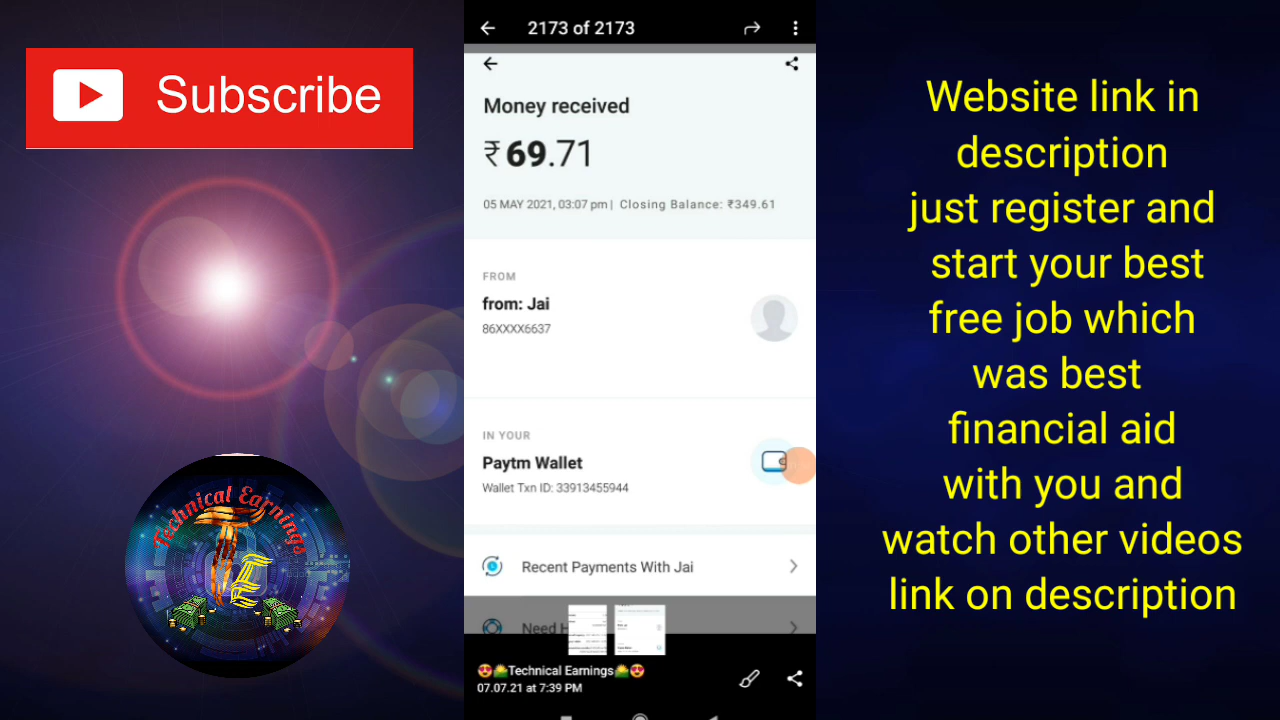 Subscribe
Technical Earnings
TE
2173 of 2173
Money received
₹69.71
05 MAY 2021, 03:07 pm| Closing Balance: ₹349.61
FROM
from: Jai
86XXXX6637
IN YOUR
Paytm Wallet
Wallet Txn ID: 33913455944
Recent Payments With Jai
Need H
😍🌄Technical Earnings🌄😍
07.07.21 at 7:39 PM
Website link in
description
just register and
start your best
free job which
was best
financial aid
with you and
watch other videos
link on description